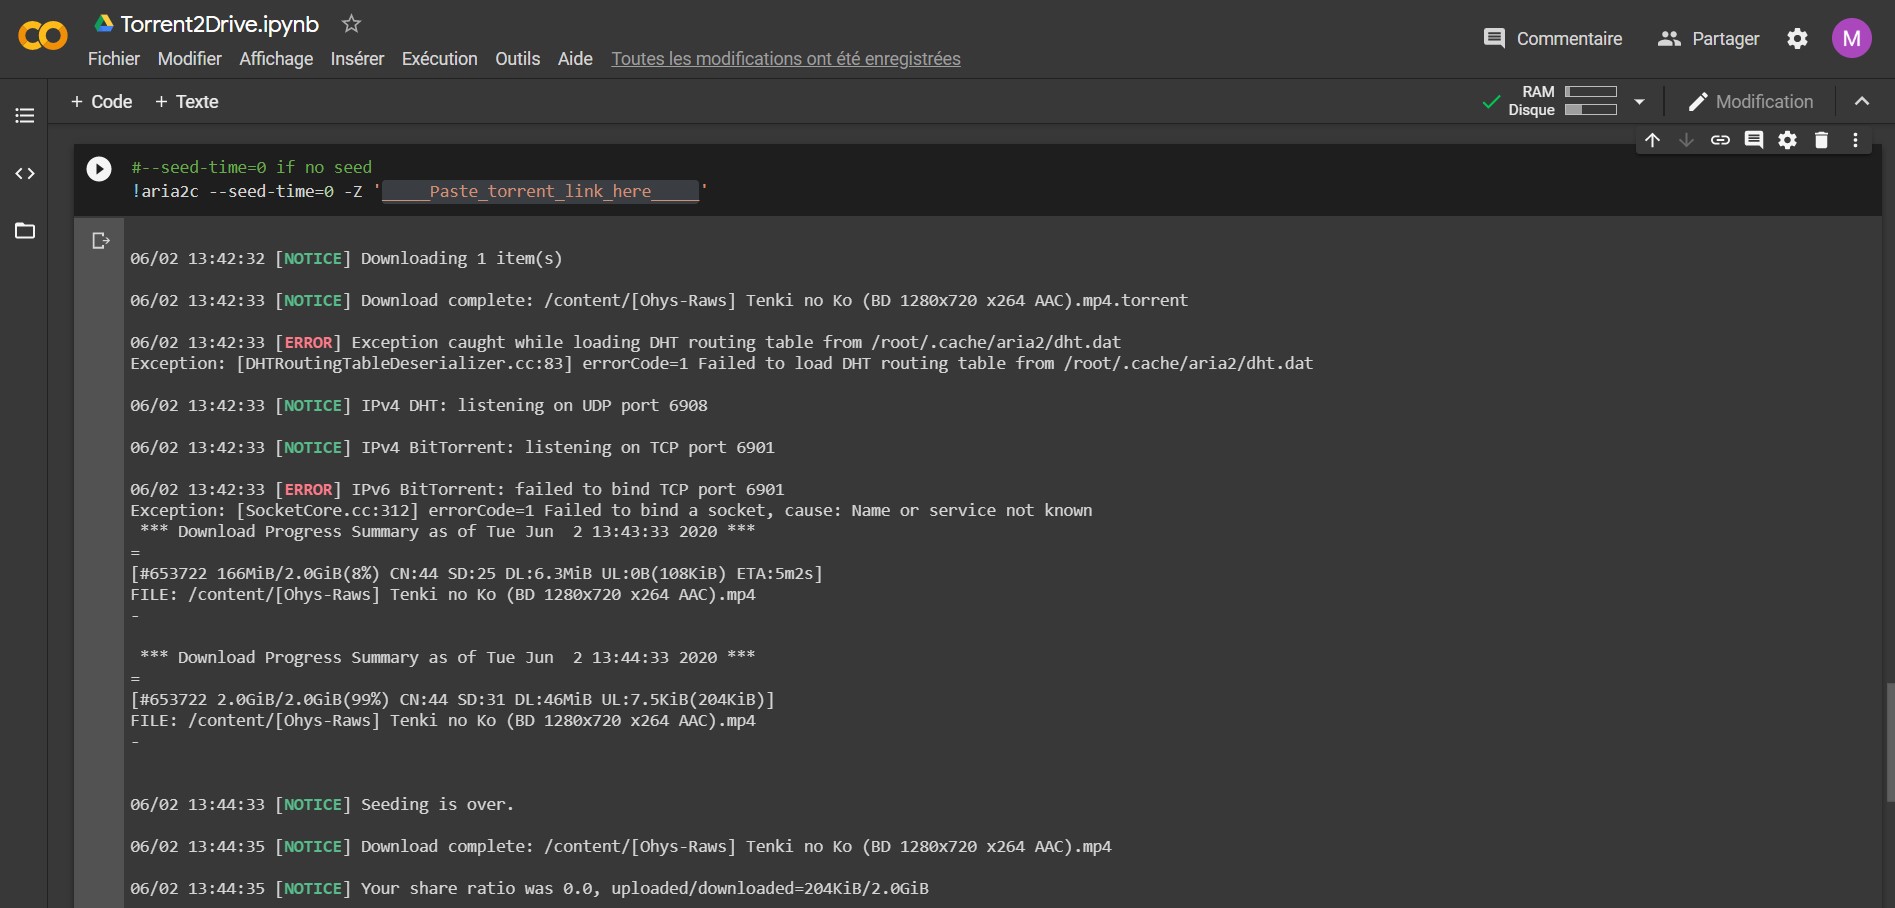 Torrent2Drive.ipynb
Fichier Modifier Affichage Insérer Exécution Outils Aide Toutes les modifications ont été enregistrées
Commentaire Partager M
+ Code + Texte
RAM
Disque
Modification
#--seed-time=0 if no seed
!aria2c --seed-time=0 -Z '_____Paste_torrent_link_here_____'
06/02 13:42:32 [NOTICE] Downloading 1 item(s)
06/02 13:42:33 [NOTICE] Download complete: /content/[Ohys-Raws] Tenki no Ko (BD 1280x720 x264 AAC).mp4.torrent
06/02 13:42:33 [ERROR] Exception caught while loading DHT routing table from /root/.cache/aria2/dht.dat
Exception: [DHTRoutingTableDeserializer.cc:83] errorCode=1 Failed to load DHT routing table from /root/.cache/aria2/dht.dat
06/02 13:42:33 [NOTICE] IPv4 DHT: listening on UDP port 6908
06/02 13:42:33 [NOTICE] IPv4 BitTorrent: listening on TCP port 6901
06/02 13:42:33 [ERROR] IPv6 BitTorrent: failed to bind TCP port 6901
Exception: [SocketCore.cc:312] errorCode=1 Failed to bind a socket, cause: Name or service not known
*** Download Progress Summary as of Tue Jun  2 13:43:33 2020 ***
=
[#653722 166MiB/2.0GiB(8%) CN:44 SD:25 DL:6.3MiB UL:0B(108KiB) ETA:5m2s]
FILE: /content/[Ohys-Raws] Tenki no Ko (BD 1280x720 x264 AAC).mp4
-
*** Download Progress Summary as of Tue Jun  2 13:44:33 2020 ***
=
[#653722 2.0GiB/2.0GiB(99%) CN:44 SD:31 DL:46MiB UL:7.5KiB(204KiB)]
FILE: /content/[Ohys-Raws] Tenki no Ko (BD 1280x720 x264 AAC).mp4
-
06/02 13:44:33 [NOTICE] Seeding is over.
06/02 13:44:35 [NOTICE] Download complete: /content/[Ohys-Raws] Tenki no Ko (BD 1280x720 x264 AAC).mp4
06/02 13:44:35 [NOTICE] Your share ratio was 0.0, uploaded/downloaded=204KiB/2.0GiB